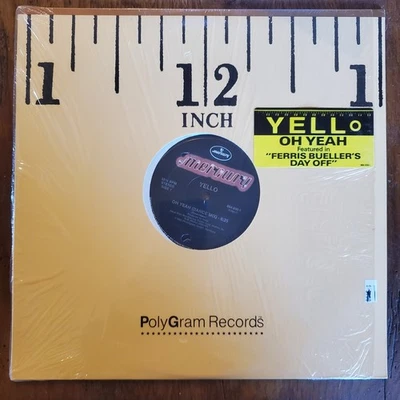 1 12 1
INCH
YELLO
OH YEAH
Featured in
"FERRIS BUELLER'S
DAY OFF"
mercury
YELLO
PolyGram Records